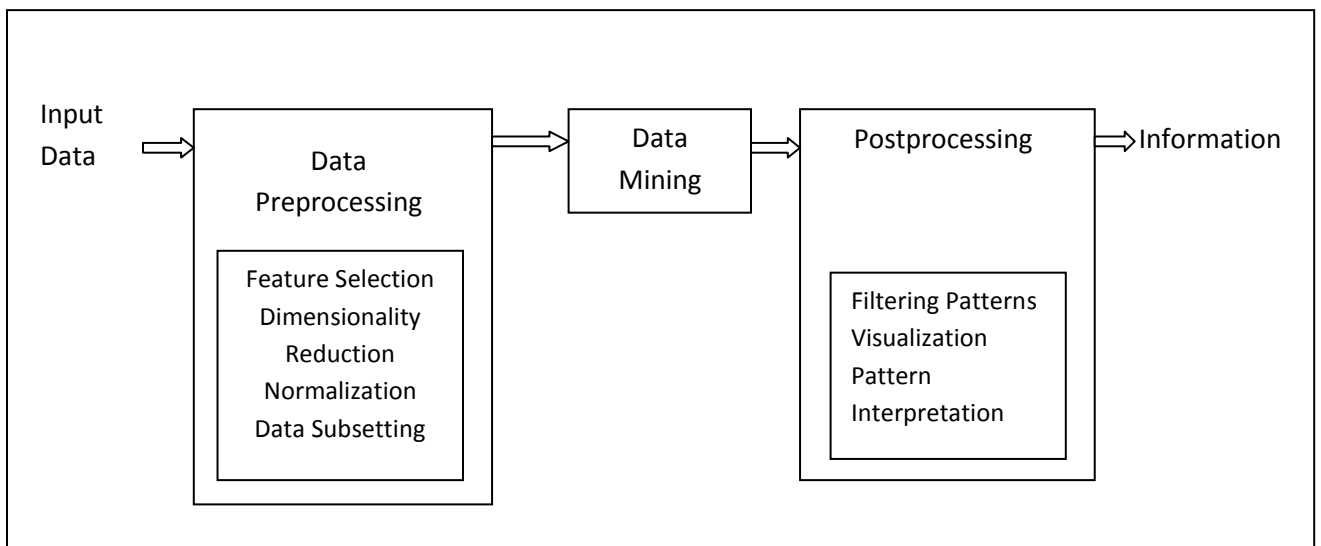 Input
Data
Data
Preprocessing
Feature Selection
Dimensionality
Reduction
Normalization
Data Subsetting
Data
Mining
Postprocessing
Filtering Patterns
Visualization
Pattern
Interpretation
Information